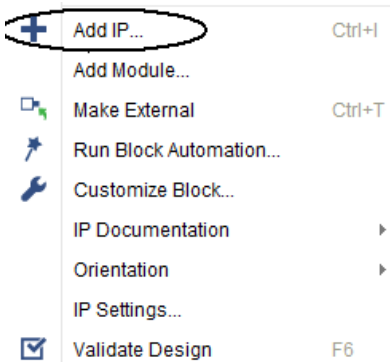 Add IP... Ctrl+I
Add Module...
Make External Ctrl+T
Run Block Automation...
Customize Block...
IP Documentation
Orientation
IP Settings...
Validate Design F6